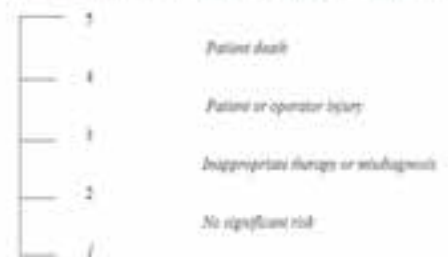 5
Patient death
4
Patient or operator injury
3
Inappropriate therapy or misdiagnosis
2
No significant risk
1